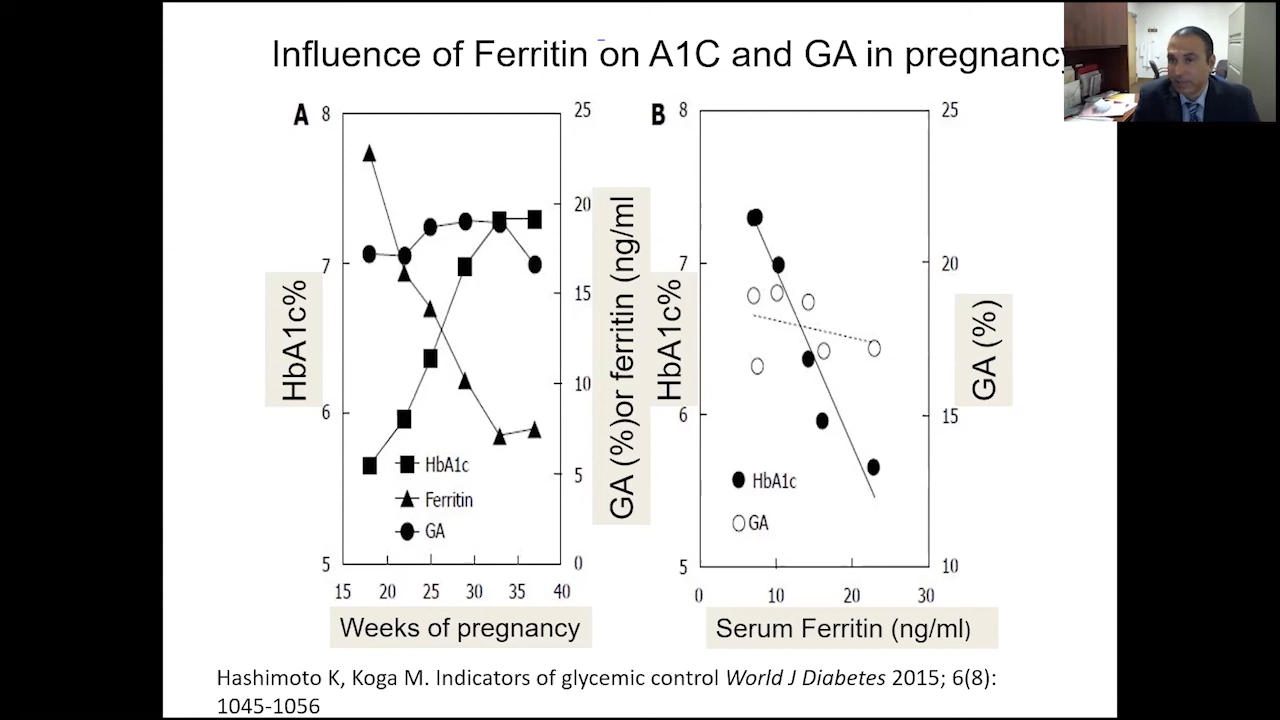 Influence of Ferritin on A1C and GA in pregnancy
A
8
7
6
5
25
20
15
10
5
0
HbA1c%
GA (%)or ferritin (ng/ml)
HbA1c
Ferritin
GA
15 20 25 30 35 40
Weeks of pregnancy
B
8
7
6
5
25
20
15
10
HbA1c%
GA (%)
HbA1c
GA
0 10 20 30
Serum Ferritin (ng/ml)
Hashimoto K, Koga M. Indicators of glycemic control World J Diabetes 2015; 6(8):
1045-1056